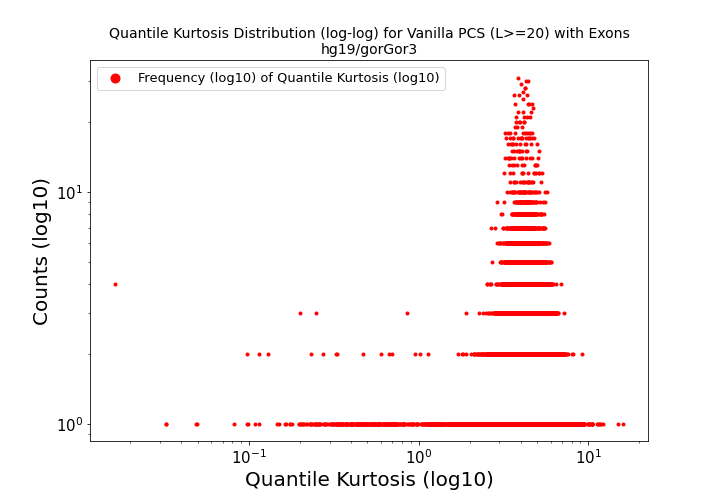 Quantile Kurtosis Distribution (log-log) for Vanilla PCS (L>=20) with Exons
hg19/gorGor3
Frequency (log10) of Quantile Kurtosis (log10)
Counts (log10)
10¹
10⁰
10⁻¹ 10⁰ 10¹
Quantile Kurtosis (log10)